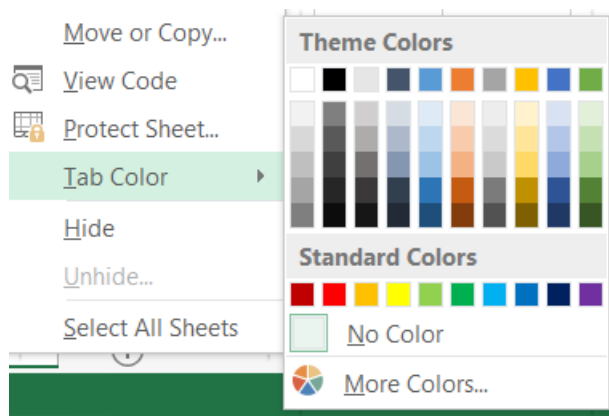 Move or Copy...
View Code
Protect Sheet...
Tab Color
Hide
Unhide...
Select All Sheets
Theme Colors
Standard Colors
No Color
More Colors...